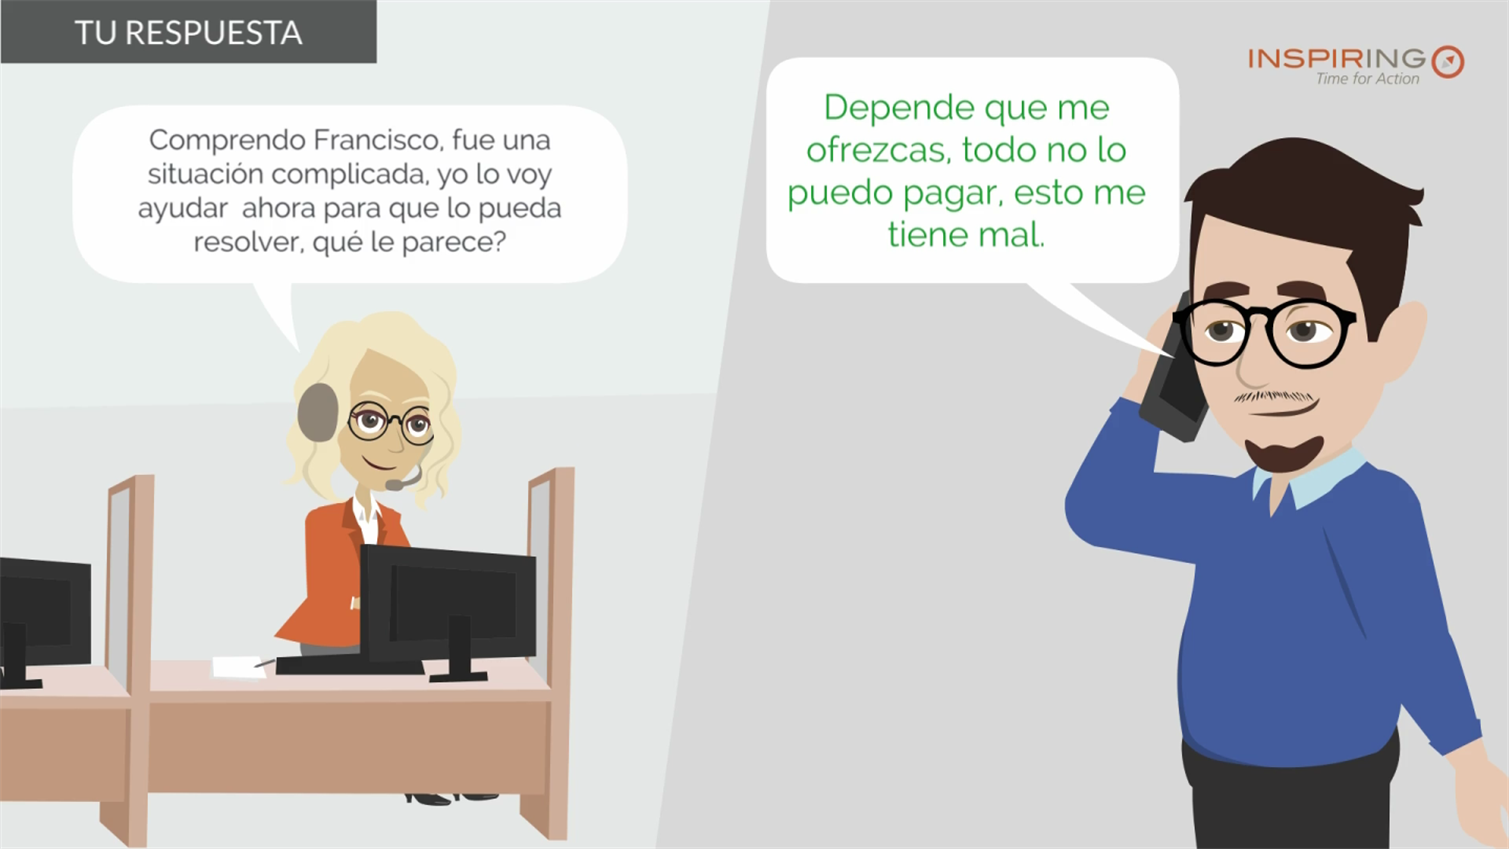 TU RESPUESTA
INSPIRING
Time for Action
Comprendo Francisco, fue una
situación complicada, yo lo voy
ayudar ahora para que lo pueda
resolver, qué le parece?
Depende que me
ofrezcas, todo no lo
puedo pagar, esto me
tiene mal.